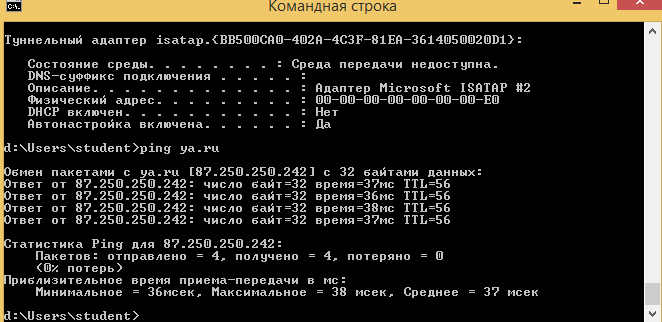 Командная строка
Туннельный адаптер isatap.{BB500CA0-402A-4C3F-81EA-3614050020D1}:
Состояние среды. . . . . . . . : Среда передачи недоступна.
DNS-суффикс подключения . . . . . :
Описание. . . . . . . . . . . . . : Адаптер Microsoft ISATAP #2
Физический адрес. . . . . . . . . : 00-00-00-00-00-00-00-E0
DHCP включен. . . . . . . . . . . : Нет
Автонастройка включена. . . . . . : Да
d:\Users\student>ping ya.ru
Обмен пакетами с ya.ru [87.250.250.242] с 32 байтами данных:
Ответ от 87.250.250.242: число байт=32 время=37мс TTL=56
Ответ от 87.250.250.242: число байт=32 время=36мс TTL=56
Ответ от 87.250.250.242: число байт=32 время=38мс TTL=56
Ответ от 87.250.250.242: число байт=32 время=37мс TTL=56
Статистика Ping для 87.250.250.242:
Пакетов: отправлено = 4, получено = 4, потеряно = 0
(0% потерь)
Приблизительное время приема-передачи в мс:
Минимальное = 36мсек, Максимальное = 38 мсек, Среднее = 37 мсек
d:\Users\student>